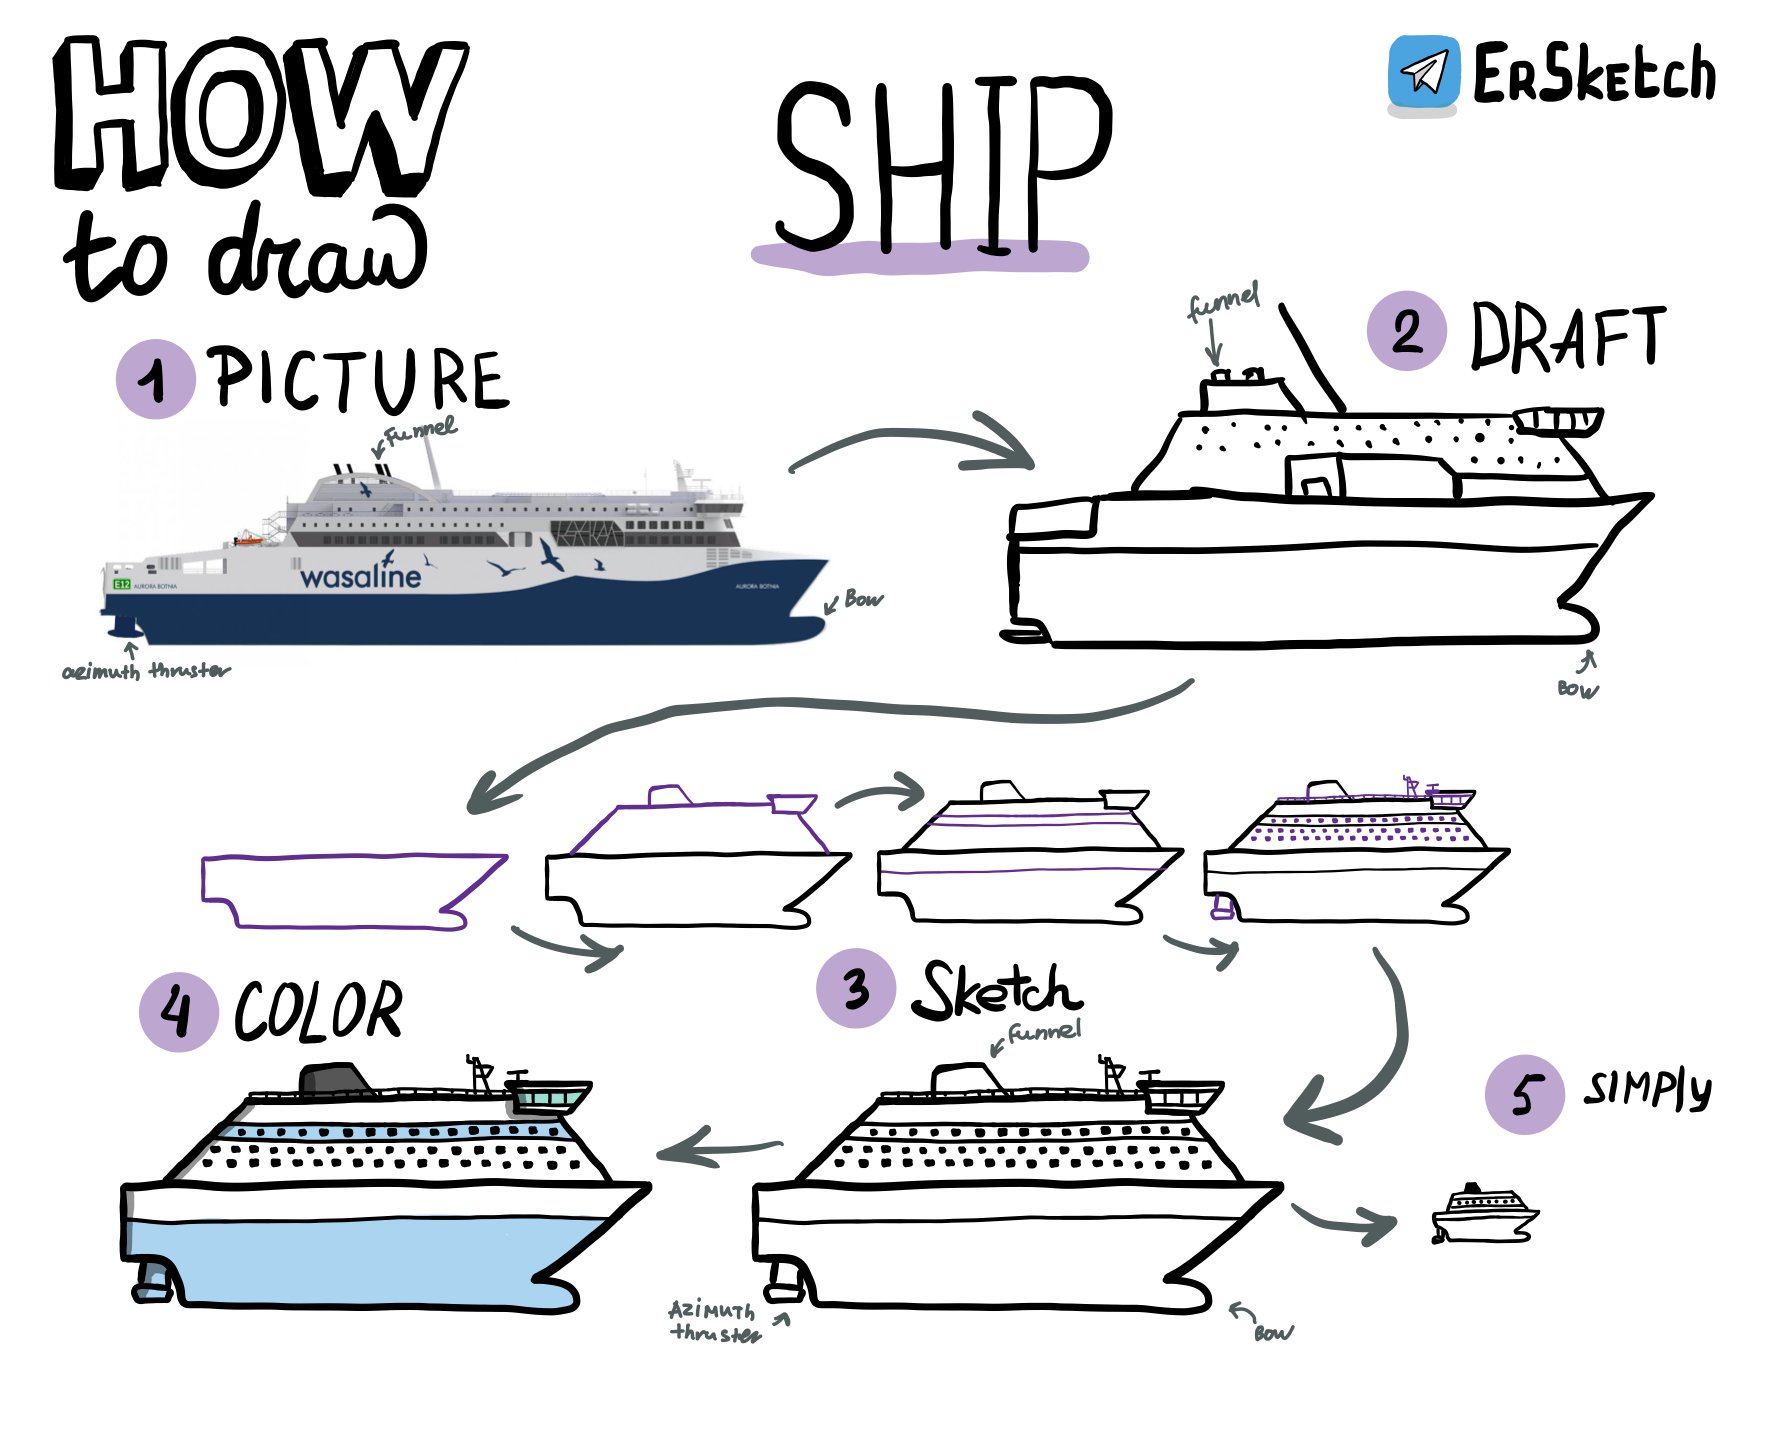 HOW
to draw
SHIP
ErSketch
1 PICTURE
funnel
wasaline
E12 AURORA BOTNIA
AURORA BOTNIA
Bow
azimuth thruster
2 DRAFT
funnel
Bow
3 Sketch
funnel
Azimuth
thruster
Bow
4 COLOR
5 SIMPly